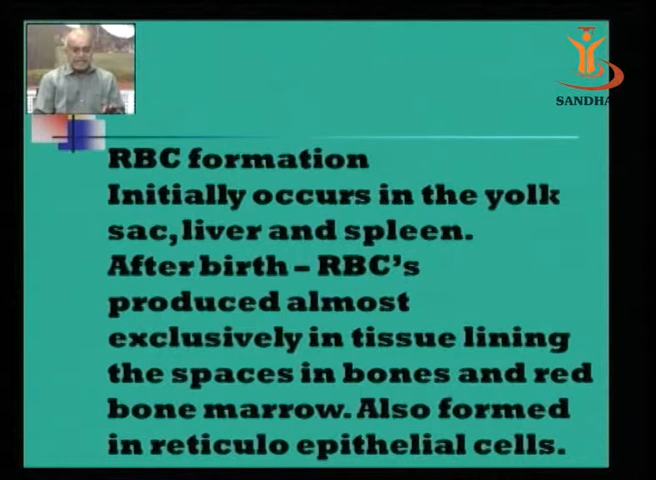 SANDHA
RBC formation
Initially occurs in the yolk
sac, liver and spleen.
After birth – RBC's
produced almost
exclusively in tissue lining
the spaces in bones and red
bone marrow. Also formed
in reticulo epithelial cells.